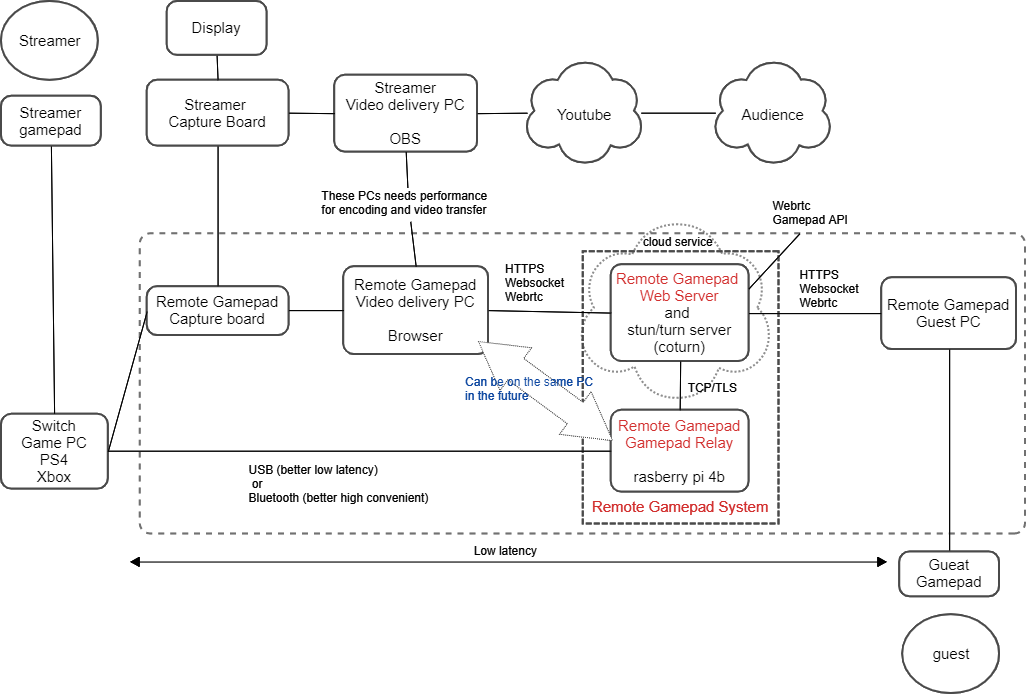 Streamer
Display
Streamer
gamepad
Streamer
Capture Board
Streamer
Video delivery PC
OBS
Youtube
Audience
These PCs needs performance
for encoding and video transfer
Webrtc
Gamepad API
cloud service
Remote Gamepad
Capture board
Remote Gamepad
Video delivery PC
Browser
HTTPS
Websocket
Webrtc
Remote Gamepad
Web Server
and
stun/turn server
(coturn)
HTTPS
Websocket
Webrtc
Remote Gamepad
Guest PC
Can be on the same PC
in the future
TCP/TLS
Switch
Game PC
PS4
Xbox
Remote Gamepad
Gamepad Relay
rasberry pi 4b
USB (better low latency)
or
Bluetooth (better high convenient)
Remote Gamepad System
Low latency
Gueat
Gamepad
guest